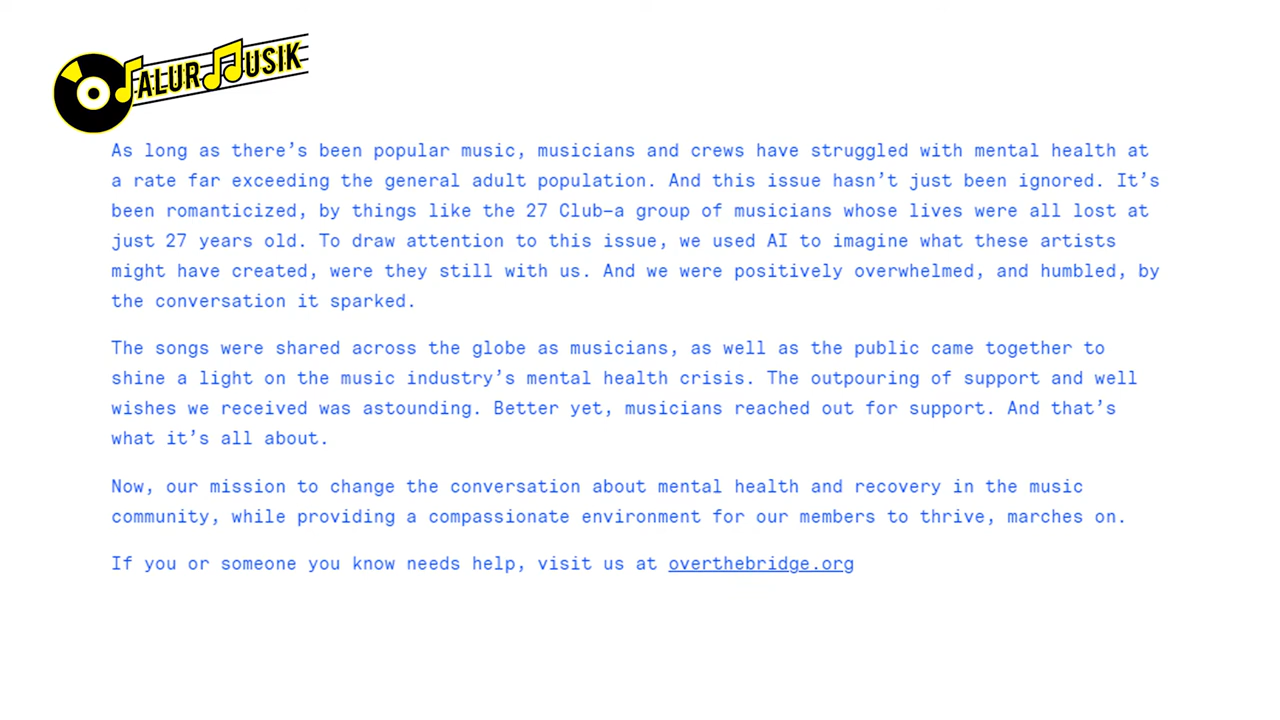 JALUR MUSIK
As long as there’s been popular music, musicians and crews have struggled with mental health at
a rate far exceeding the general adult population. And this issue hasn’t just been ignored. It’s
been romanticized, by things like the 27 Club—a group of musicians whose lives were all lost at
just 27 years old. To draw attention to this issue, we used AI to imagine what these artists
might have created, were they still with us. And we were positively overwhelmed, and humbled, by
the conversation it sparked.
The songs were shared across the globe as musicians, as well as the public came together to
shine a light on the music industry’s mental health crisis. The outpouring of support and well
wishes we received was astounding. Better yet, musicians reached out for support. And that’s
what it’s all about.
Now, our mission to change the conversation about mental health and recovery in the music
community, while providing a compassionate environment for our members to thrive, marches on.
If you or someone you know needs help, visit us at overthebridge.org